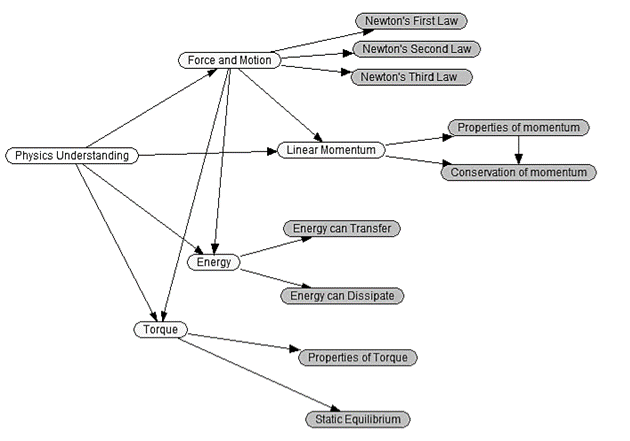 Newton's First Law
Force and Motion
Newton's Second Law
Newton's Third Law
Properties of momentum
Physics Understanding
Linear Momentum
Conservation of momentum
Energy can Transfer
Energy
Energy can Dissipate
Torque
Properties of Torque
Static Equilibrium